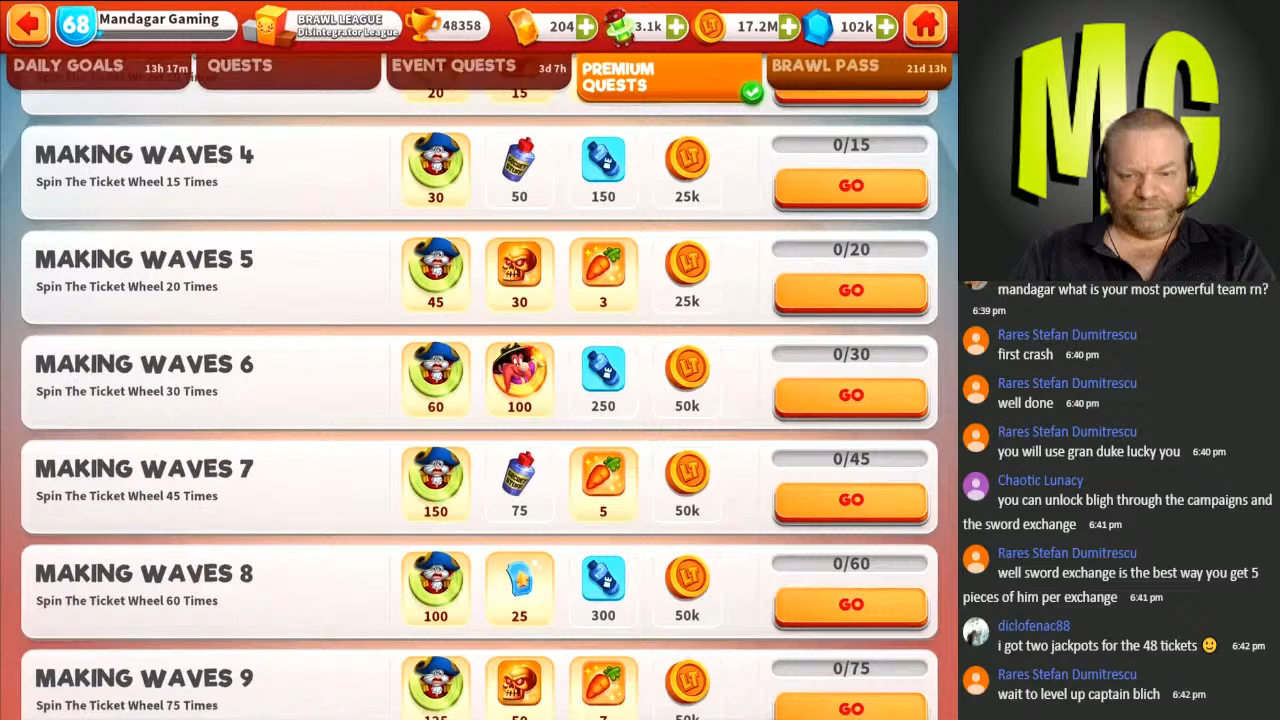 68 Mandagar Gaming BRAWL LEAGUE 48358 204 3.1k 17.2M 102k
Disintegrator League
DAILY GOALS 13h 17m QUESTS EVENT QUESTS 3d 7h PREMIUM QUESTS BRAWL PASS 21d 13h
20 15
MAKING WAVES 4
Spin The Ticket Wheel 15 Times
30 50 150 25k
0/15
GO
MAKING WAVES 5
Spin The Ticket Wheel 20 Times
45 30 3 25k
0/20
GO
MAKING WAVES 6
Spin The Ticket Wheel 30 Times
60 100 250 50k
0/30
GO
MAKING WAVES 7
Spin The Ticket Wheel 45 Times
150 75 5 50k
0/45
GO
MAKING WAVES 8
Spin The Ticket Wheel 60 Times
100 25 300 50k
0/60
GO
MAKING WAVES 9
Spin The Ticket Wheel 75 Times
0/75
GO
MG
mandagar what is your most powerful team rn?
6:39 pm
Rares Stefan Dumitrescu
first crash 6:40 pm
Rares Stefan Dumitrescu
well done 6:40 pm
Rares Stefan Dumitrescu
you will use gran duke lucky you 6:40 pm
Chaotic Lunacy
you can unlock bligh through the campaigns and
the sword exchange 6:41 pm
Rares Stefan Dumitrescu
well sword exchange is the best way you get 5
pieces of him per exchange 6:41 pm
diclofenac88
i got two jackpots for the 48 tickets 🙂 6:42 pm
Rares Stefan Dumitrescu
wait to level up captain blich 6:42 pm